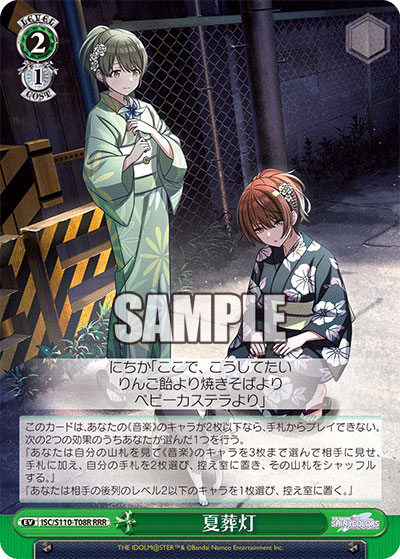 LEVEL
2
1
COST
SAMPLE
にちか「ここで、こうしてたい
りんご飴より焼きそばより
ベビーカステラより」
このカードは、あなたの《音楽》のキャラが2枚以下なら、手札からプレイできない。
次の2つの効果のうちあなたが選んだ1つを行う。
『あなたは自分の山札を見て《音楽》のキャラを3枚まで選んで相手に見せ、
手札に加え、自分の手札を2枚選び、控え室に置き、その山札をシャッフル
する。』
『あなたは相手の後列のレベル2以下のキャラを1枚選び、控え室に置く。』
EV
ISC/S110-T08R RRR
夏葬灯
THE IDOLM@STER
SHINYCOLORS
THE IDOLM@STER™& ©Bandai Namco Entertainment Inc.